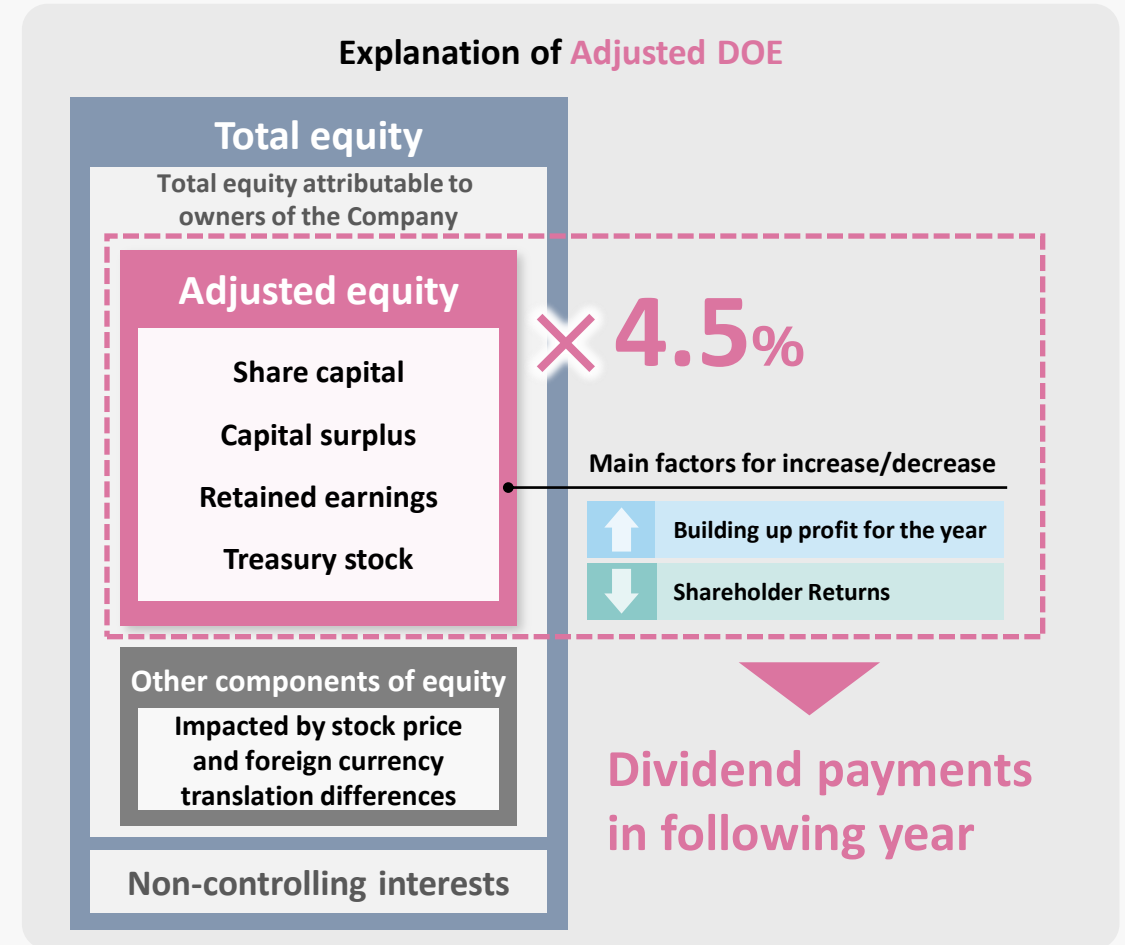 Explanation of Adjusted DOE
Total equity
Total equity attributable to
owners of the Company
Adjusted equity
Share capital
Capital surplus
Retained earnings
Treasury stock
× 4.5%
Main factors for increase/decrease
Building up profit for the year
Shareholder Returns
Other components of equity
Impacted by stock price
and foreign currency
translation differences
Dividend payments
in following year
Non-controlling interests